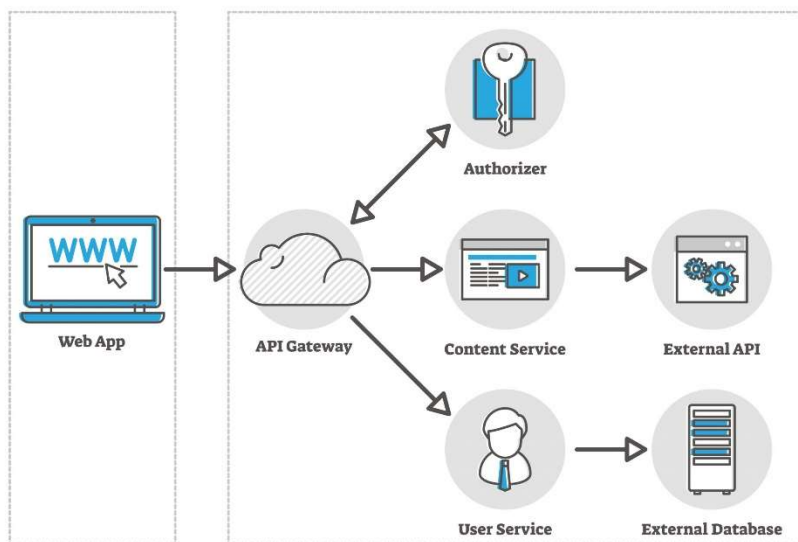 Authorizer
WWW
Web App
API Gateway
Content Service
External API
User Service
External Database